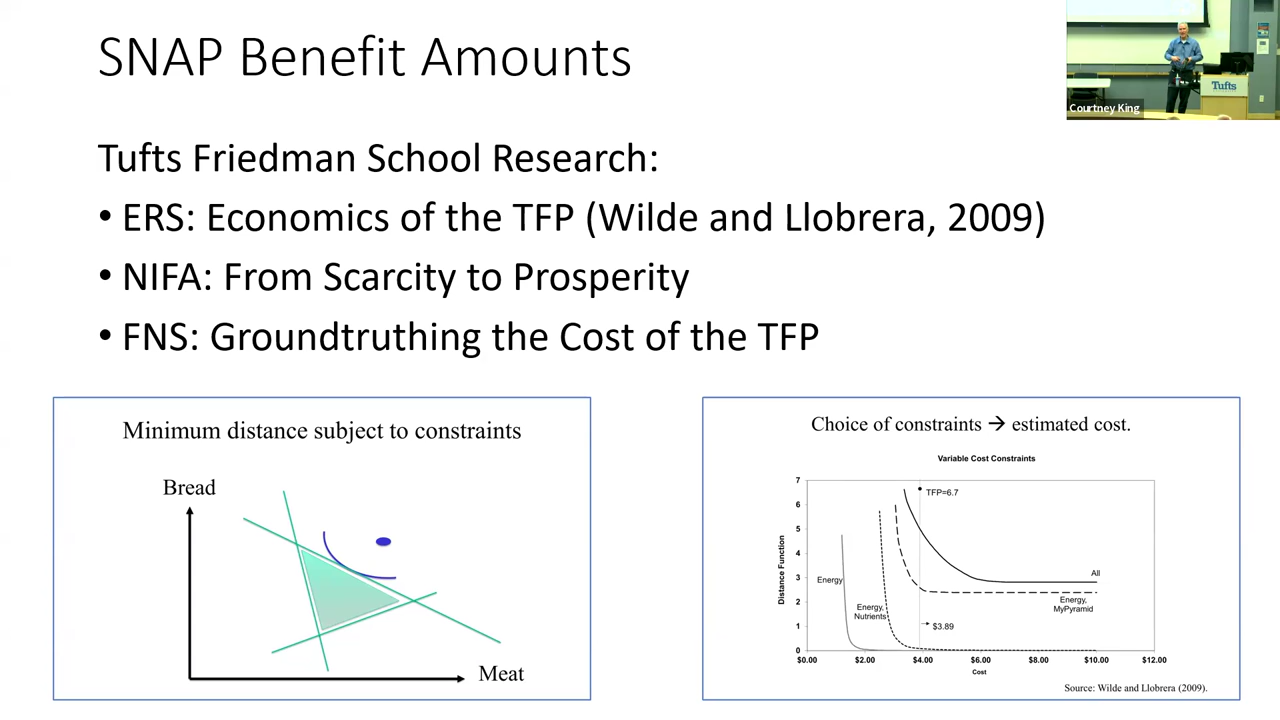 SNAP Benefit Amounts
Courtney King
Tufts
Tufts Friedman School Research:
• ERS: Economics of the TFP (Wilde and Llobrera, 2009)
• NIFA: From Scarcity to Prosperity
• FNS: Groundtruthing the Cost of the TFP
Minimum distance subject to constraints
Bread
Meat
Choice of constraints → estimated cost.
Variable Cost Constraints
Distance Function
7
6
5
4
3
2
1
0
TFP=6.7
All
Energy
Energy,
MyPyramid
Energy,
Nutrients
$3.89
$0.00 $2.00 $4.00 $6.00 $8.00 $10.00 $12.00
Cost
Source: Wilde and Llobrera (2009).